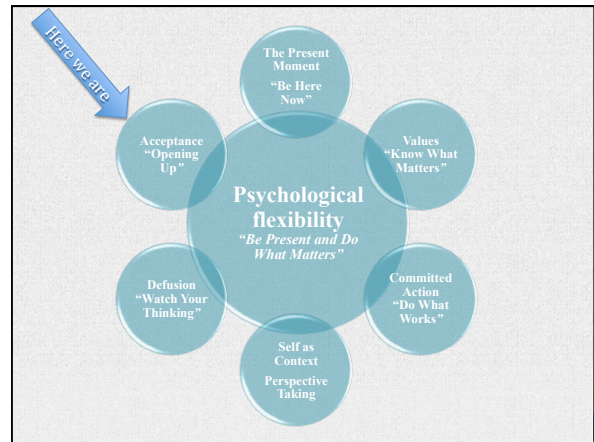 Here we are
The Present
Moment
“Be Here
Now”
Acceptance
“Opening
Up”
Values
“Know What
Matters”
Psychological
flexibility
“Be Present and Do
What Matters”
Defusion
“Watch Your
Thinking”
Committed
Action
“Do What
Works”
Self as
Context
Perspective
Taking